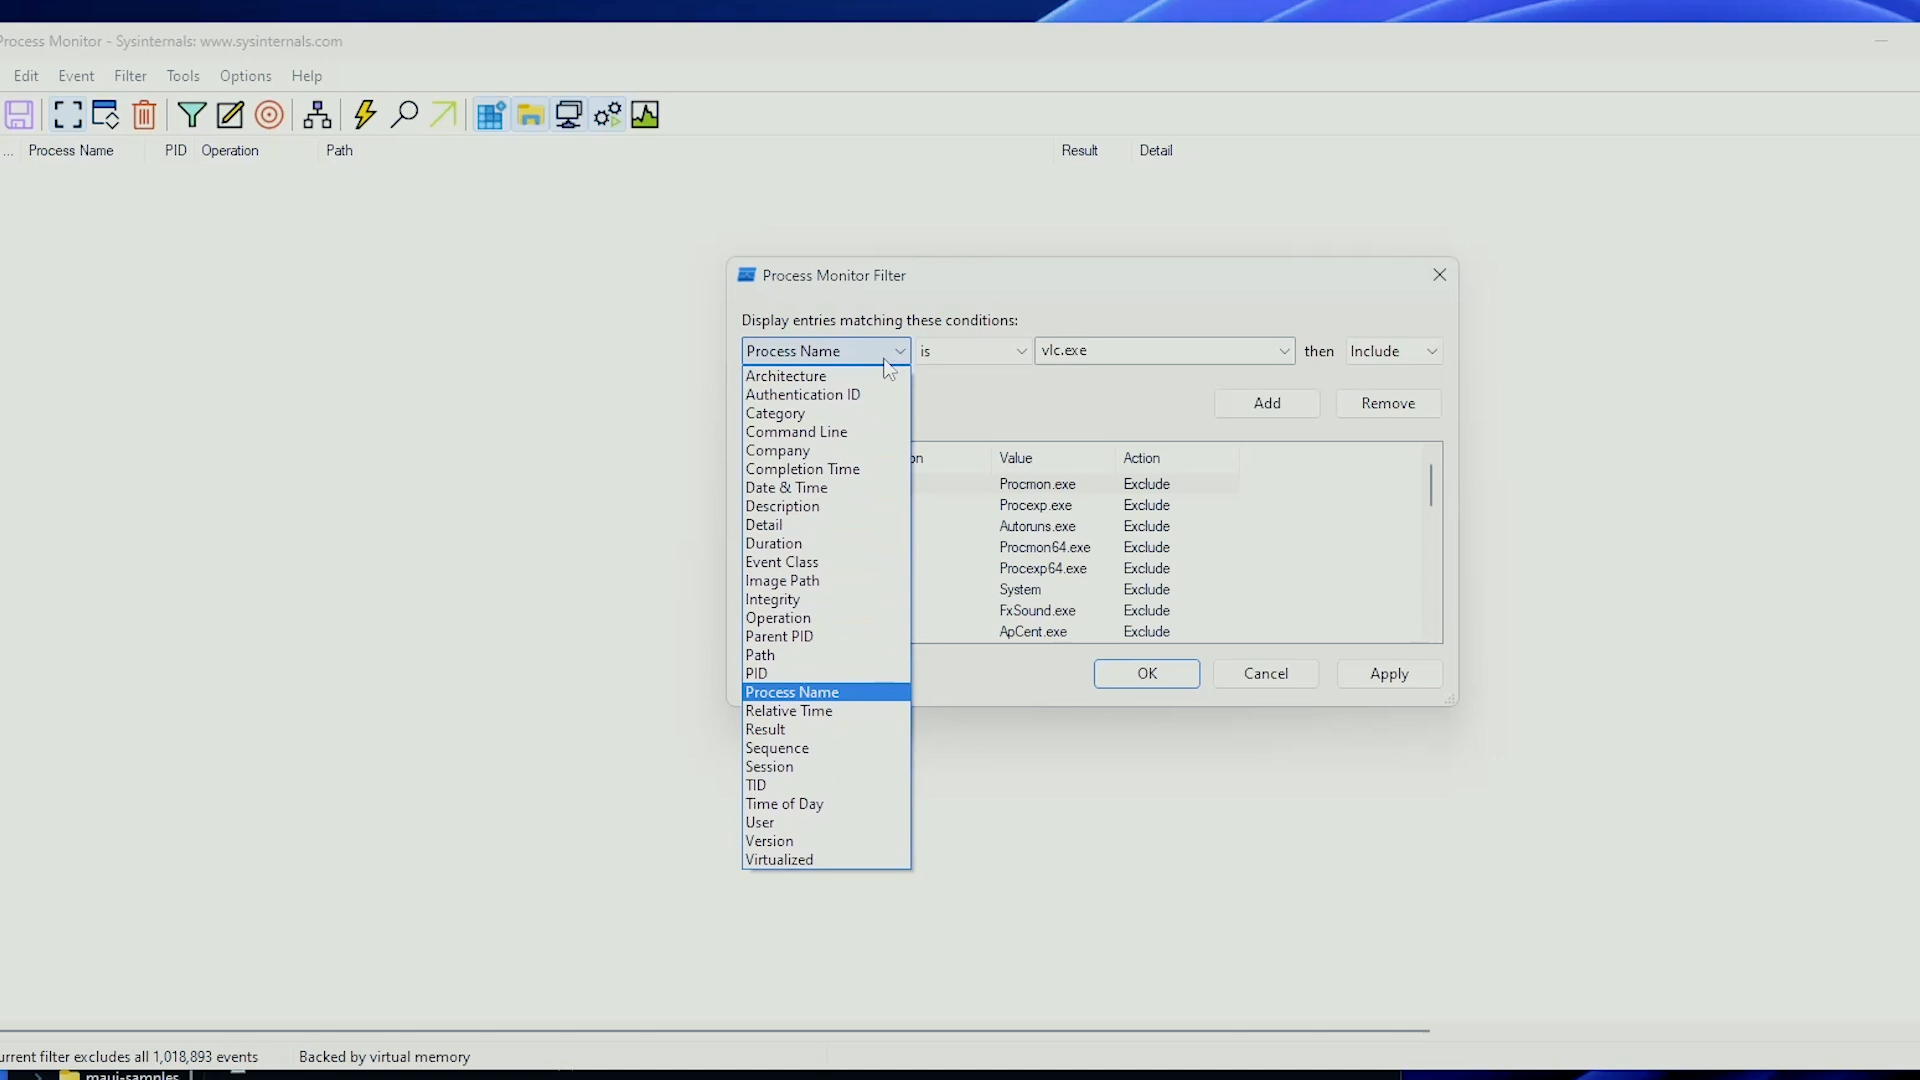 Process Monitor - Sysinternals: www.sysinternals.com
Edit Event Filter Tools Options Help
... Process Name PID Operation Path Result Detail
Process Monitor Filter
Display entries matching these conditions:
Process Name is vlc.exe then Include
Architecture
Authentication ID
Category
Command Line
Company
Completion Time
Date & Time
Description
Detail
Duration
Event Class
Image Path
Integrity
Operation
Parent PID
Path
PID
Process Name
Relative Time
Result
Sequence
Session
TID
Time of Day
User
Version
Virtualized
Add Remove
on Value Action
Procmon.exe Exclude
Procexp.exe Exclude
Autoruns.exe Exclude
Procmon64.exe Exclude
Procexp64.exe Exclude
System Exclude
FxSound.exe Exclude
ApCent.exe Exclude
OK Cancel Apply
urrent filter excludes all 1,018,893 events Backed by virtual memory
maui-samples